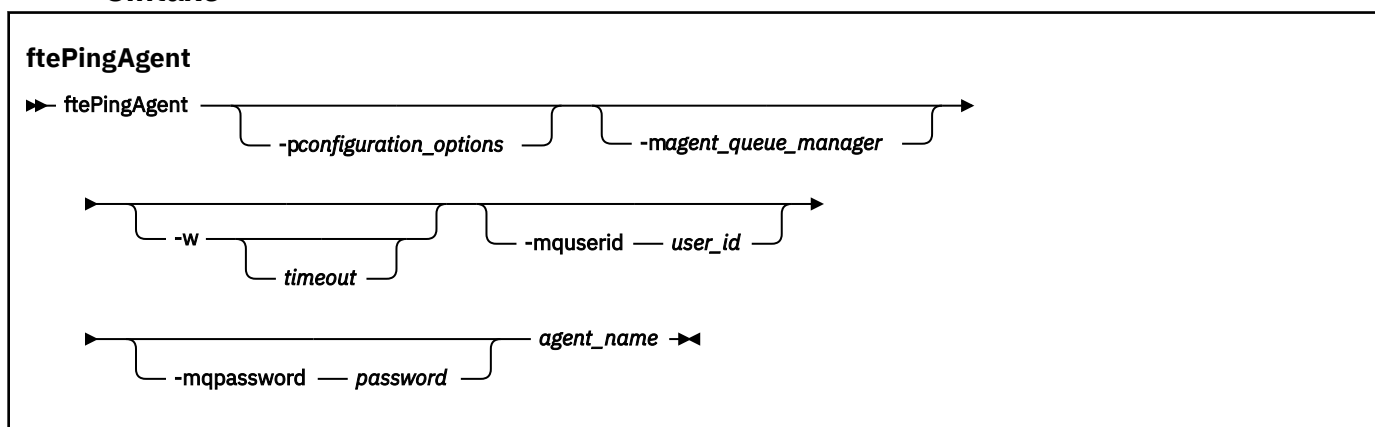 ftePingAgent
ftePingAgent
-pconfiguration_options
-magent_queue_manager
-w
timeout
-mquserid user_id
-mqpassword password
agent_name